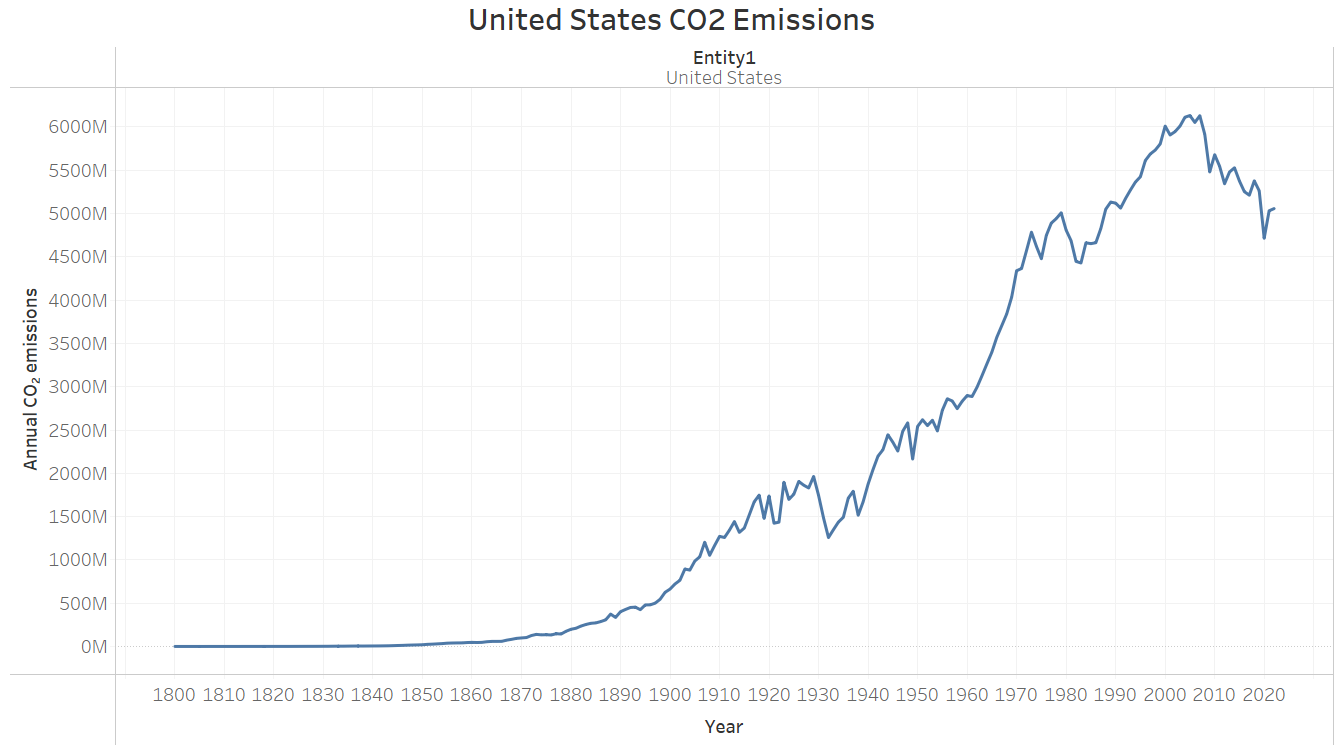 United States CO2 Emissions
Entity1
United States
Annual CO₂ emissions
6000M
5500M
5000M
4500M
4000M
3500M
3000M
2500M
2000M
1500M
1000M
500M
0M
1800 1810 1820 1830 1840 1850 1860 1870 1880 1890 1900 1910 1920 1930 1940 1950 1960 1970 1980 1990 2000 2010 2020
Year